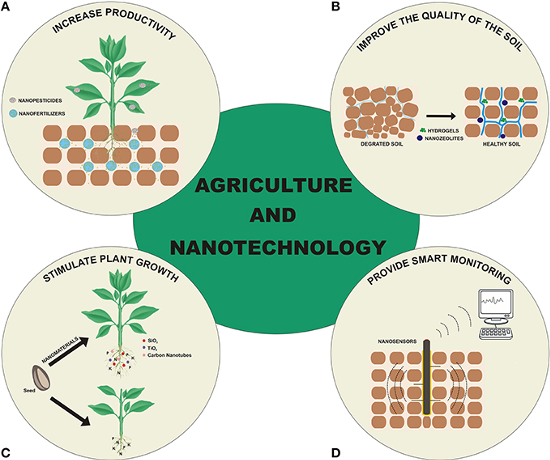 A
INCREASE PRODUCTIVITY
NANOPESTICIDES
NANOFERTILIZERS
B
IMPROVE THE QUALITY OF THE SOIL
HYDROGELS
NANOZEOLITES
DEGRATED SOIL
HEALTHY SOIL
AGRICULTURE
AND
NANOTECHNOLOGY
STIMULATE PLANT GROWTH
NANOMATERIALS
Seed
SiO₂
TiO₂
Carbon Nanotubes
C
PROVIDE SMART MONITORING
NANOSENSORS
D